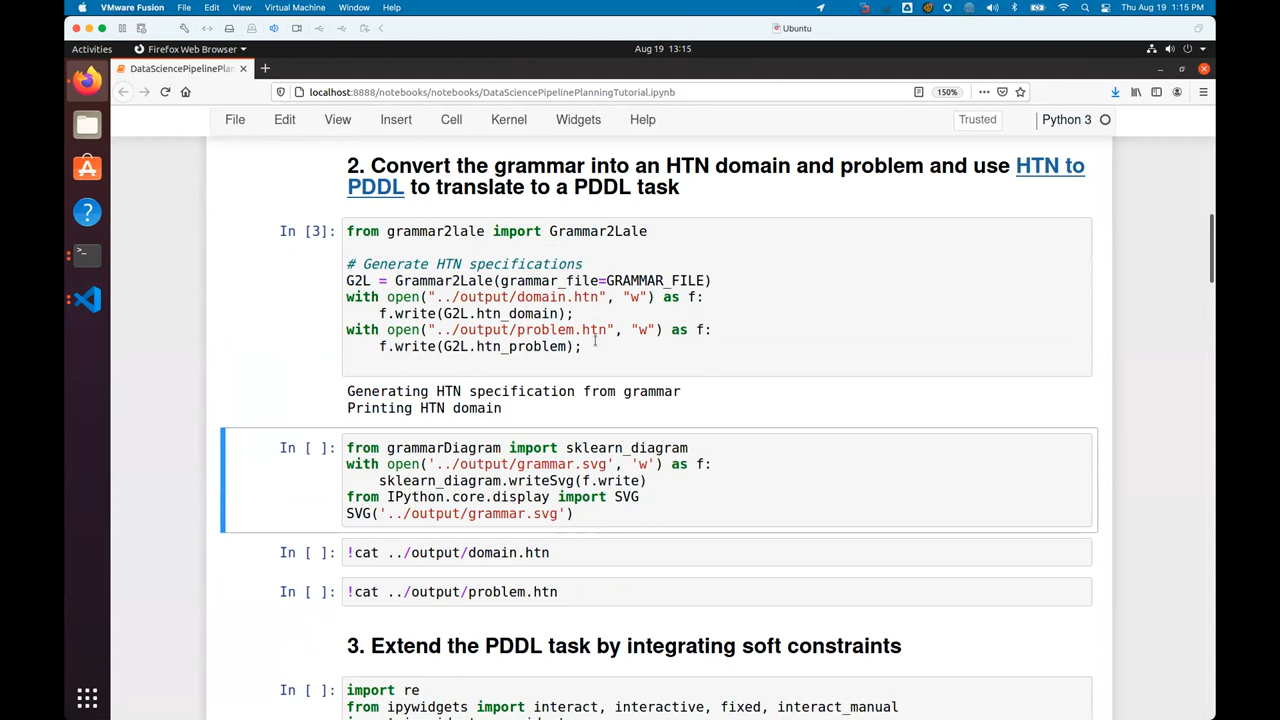 VMware Fusion File Edit View Virtual Machine Window Help Thu Aug 19 1:15 PM
Ubuntu
Activities Firefox Web Browser Aug 19 13:15
DataSciencePipelinePlan
localhost:8888/notebooks/notebooks/DataSciencePipelinePlanningTutorial.ipynb 150%
File Edit View Insert Cell Kernel Widgets Help Trusted Python 3
2. Convert the grammar into an HTN domain and problem and use HTN to
PDDL to translate to a PDDL task
In [3]: from grammar2lale import Grammar2Lale
# Generate HTN specifications
G2L = Grammar2Lale(grammar_file=GRAMMAR_FILE)
with open("../output/domain.htn", "w") as f:
f.write(G2L.htn_domain);
with open("../output/problem.htn", "w") as f:
f.write(G2L.htn_problem);
Generating HTN specification from grammar
Printing HTN domain
In [ ]: from grammarDiagram import sklearn_diagram
with open('../output/grammar.svg', 'w') as f:
sklearn_diagram.writeSvg(f.write)
from IPython.core.display import SVG
SVG('../output/grammar.svg')
In [ ]: !cat ../output/domain.htn
In [ ]: !cat ../output/problem.htn
3. Extend the PDDL task by integrating soft constraints
In [ ]: import re
from ipywidgets import interact, interactive, fixed, interact_manual